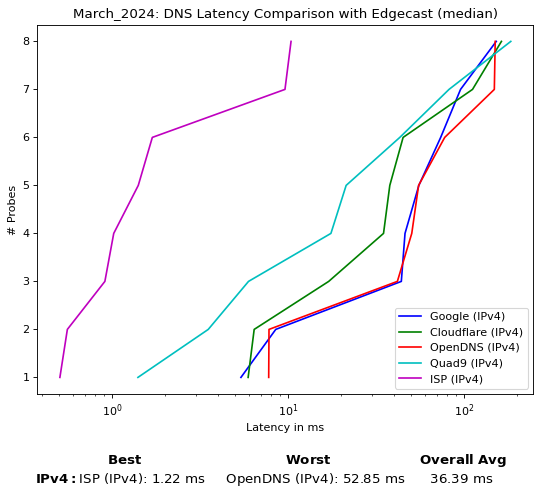 March_2024: DNS Latency Comparison with Edgecast (median)
8
7
6
5
4
3
2
1
# Probes
Google (IPv4)
Cloudflare (IPv4)
OpenDNS (IPv4)
Quad9 (IPv4)
ISP (IPv4)
10⁰ 10¹ 10²
Latency in ms
Best Worst Overall Avg
IPv4: ISP (IPv4): 1.22 ms OpenDNS (IPv4): 52.85 ms 36.39 ms